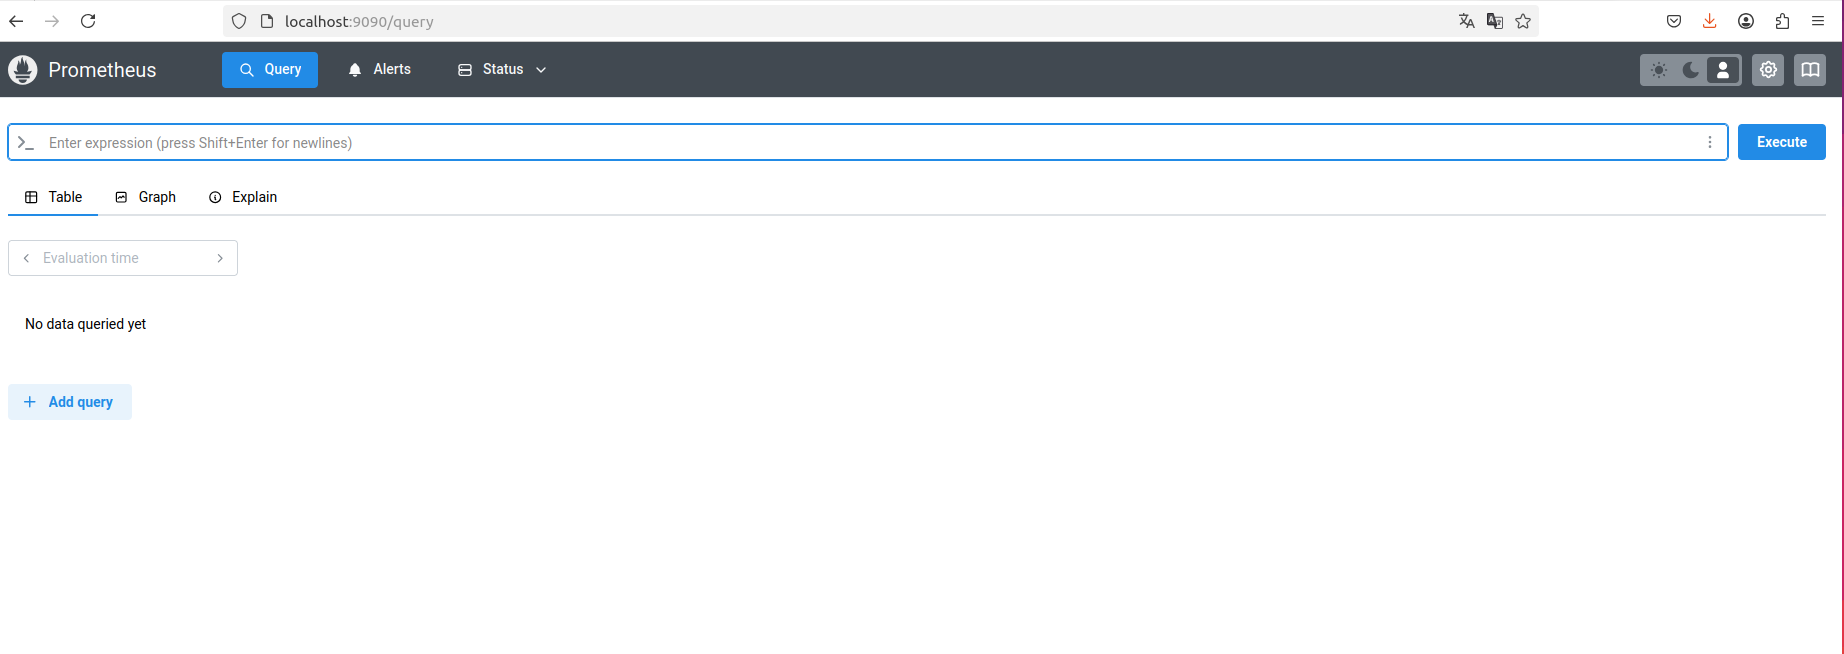 localhost:9090/query
Prometheus Query Alerts Status
Enter expression (press Shift+Enter for newlines) Execute
Table Graph Explain
Evaluation time
No data queried yet
Add query